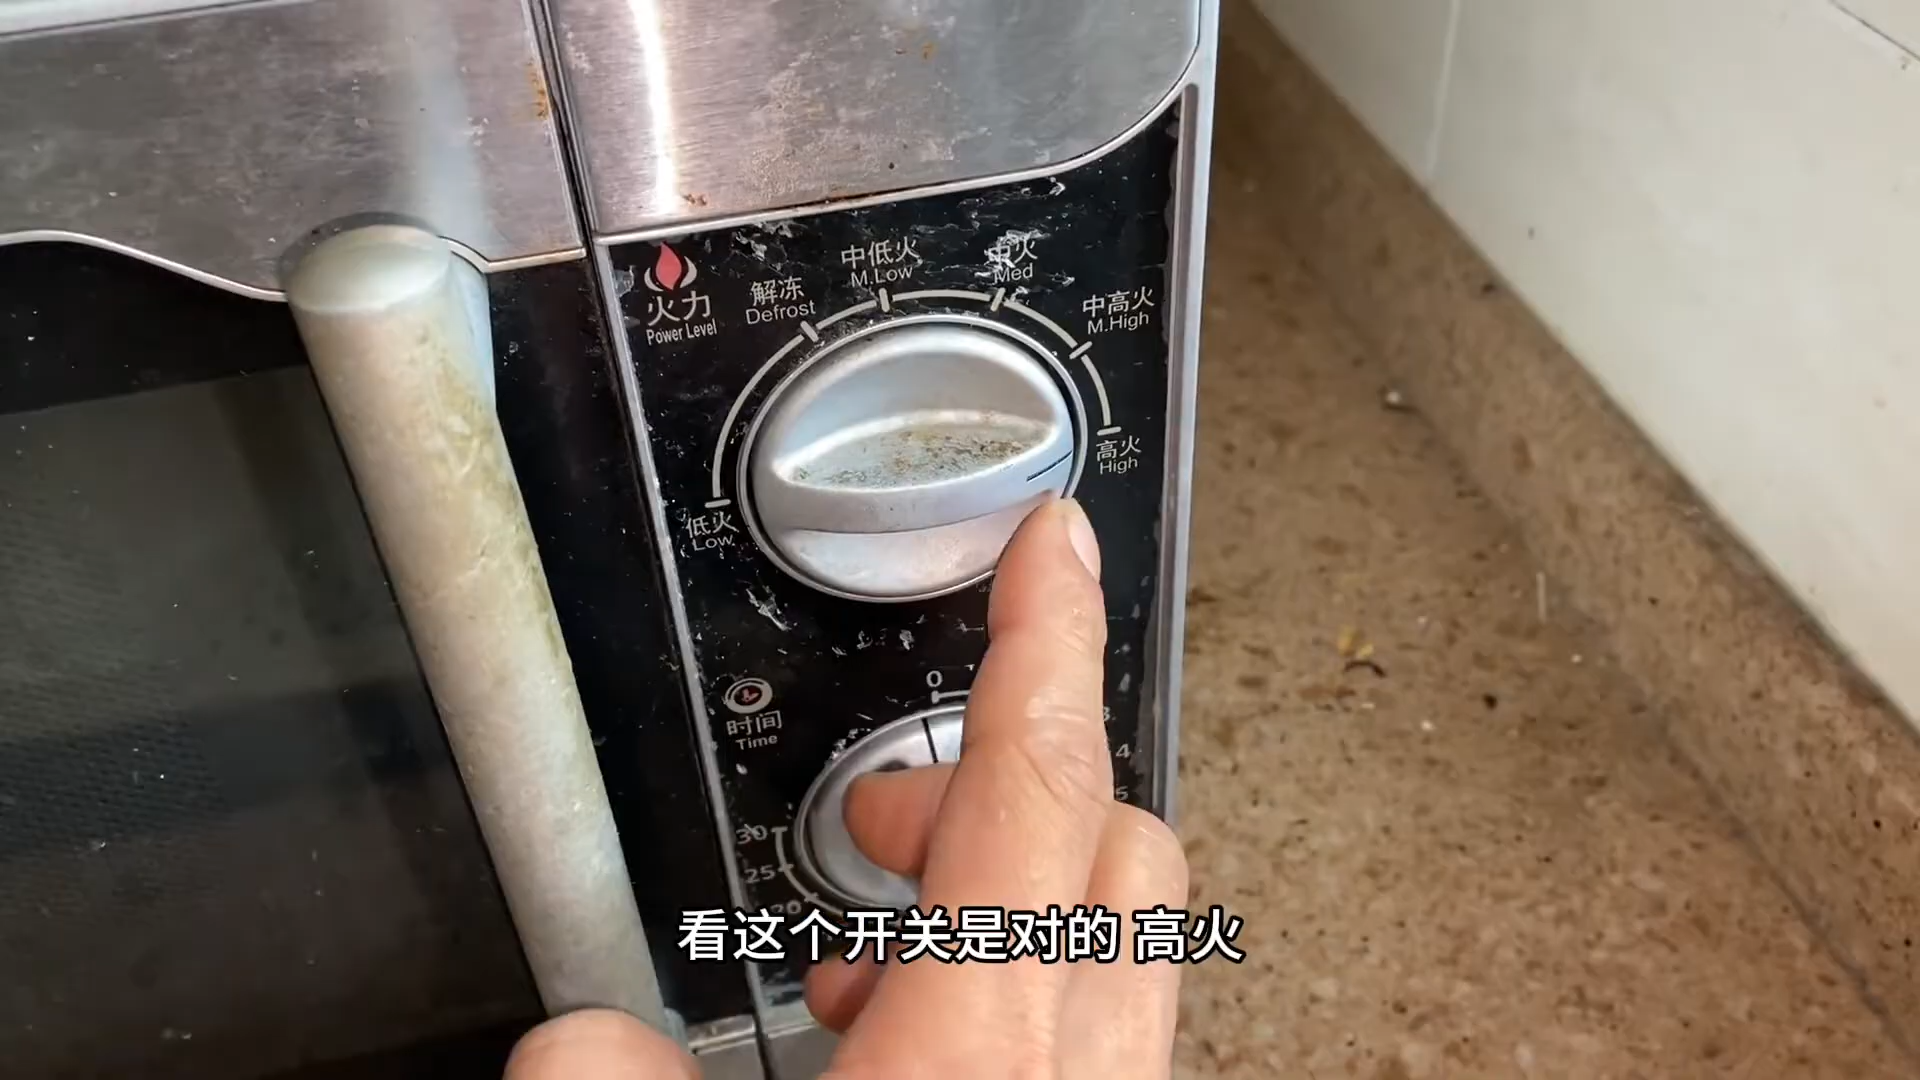 中低火
M.Low
中火
Med
解冻
Defrost
中高火
M.High
火力
Power Level
高火
High
低火
Low
0
时间
Time
3
4
5
30
25
20
看这个开关是对的 高火